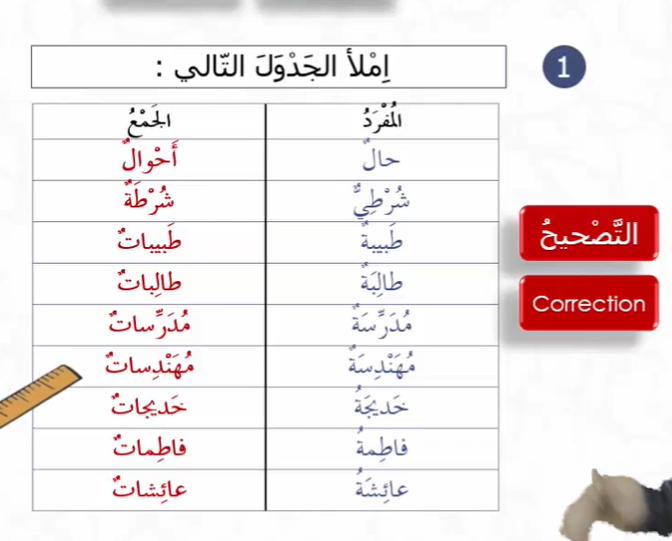 1 اِمْلأ الجَدْوَلَ التّالي :
المُفْرَدُ الجَمْعُ
حالٌ أَحْوالٌ
شُرْطِيٌّ شُرْطَةٌ
طَبيبةٌ طَبيباتٌ
طالِبَةٌ طالِباتٌ
مُدَرِّسَةٌ مُدَرِّساتٌ
مُهَنْدِسَةٌ مُهَنْدِساتٌ
خَديجَةُ خَديجاتٌ
فاطِمةُ فاطِماتٌ
عائِشَةُ عائِشاتٌ
التَّصْحيحُ
Correction